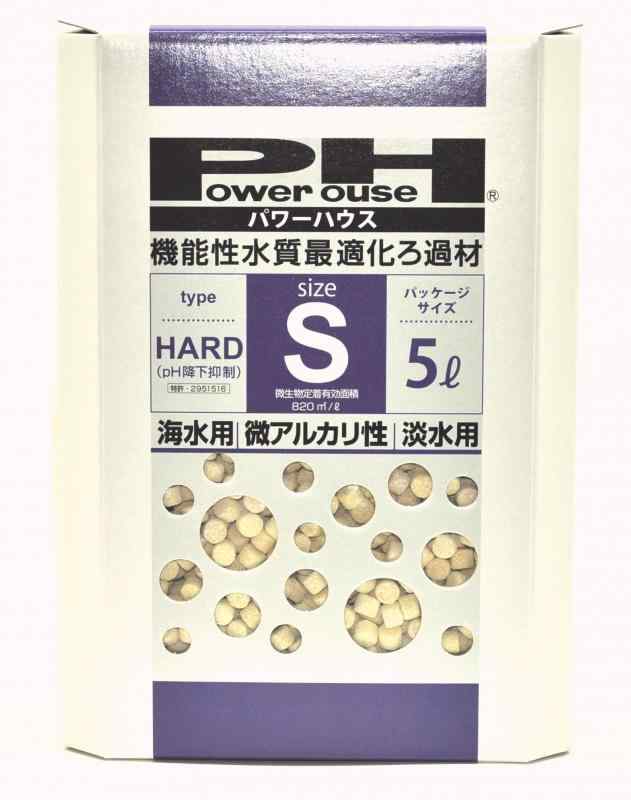 PH
Power House ®
パワーハウス
機能性水質最適化ろ過材
type
HARD
(pH降下抑制)
特許・2951516
size
S
微生物定着有効面積
820㎡/ℓ
パッケージ
サイズ
5ℓ
海水用|微アルカリ性|淡水用